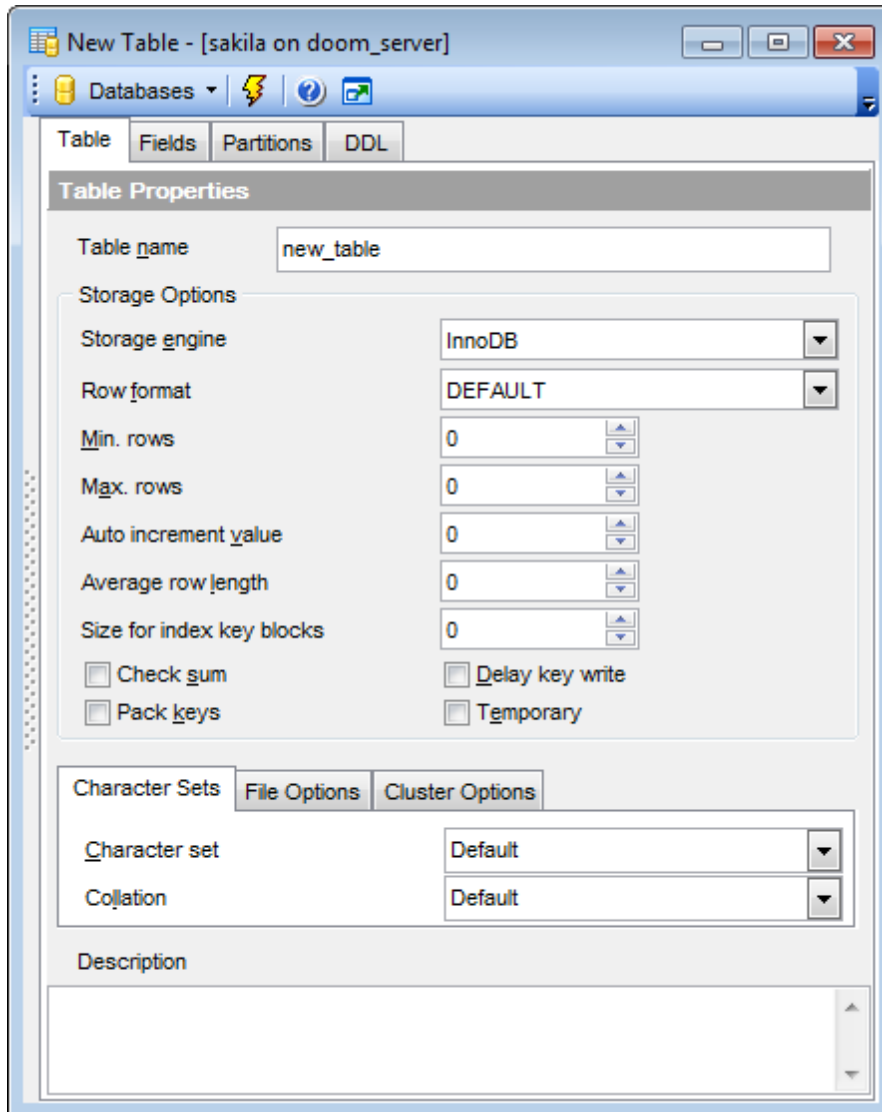 New Table - [sakila on doom_server]
Databases
Table Fields Partitions DDL
Table Properties
Table name new_table
Storage Options
Storage engine InnoDB
Row format DEFAULT
Min. rows 0
Max. rows 0
Auto increment value 0
Average row length 0
Size for index key blocks 0
Check sum Delay key write
Pack keys Temporary
Character Sets File Options Cluster Options
Character set Default
Collation Default
Description